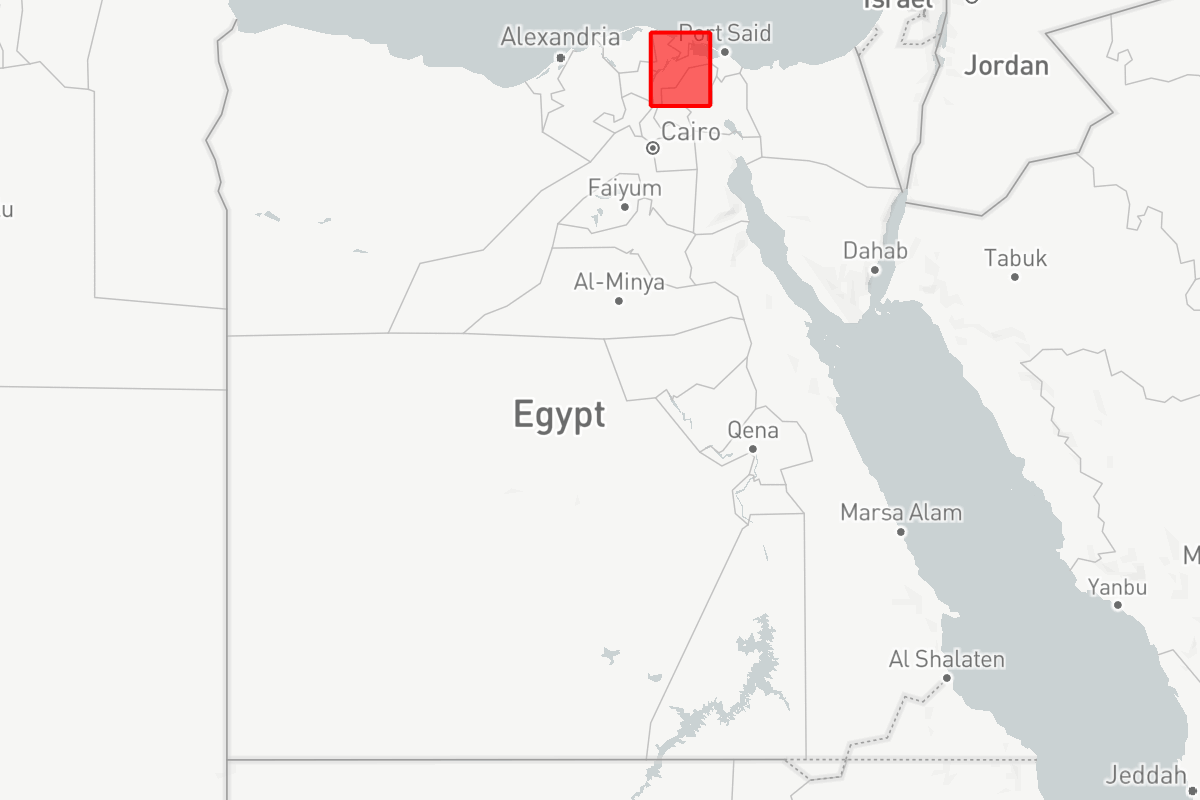 Israel
Alexandria
Port Said
Jordan
Cairo
Faiyum
Dahab
Tabuk
Al-Minya
Egypt
Qena
Marsa Alam
Yanbu
Al Shalaten
Jeddah